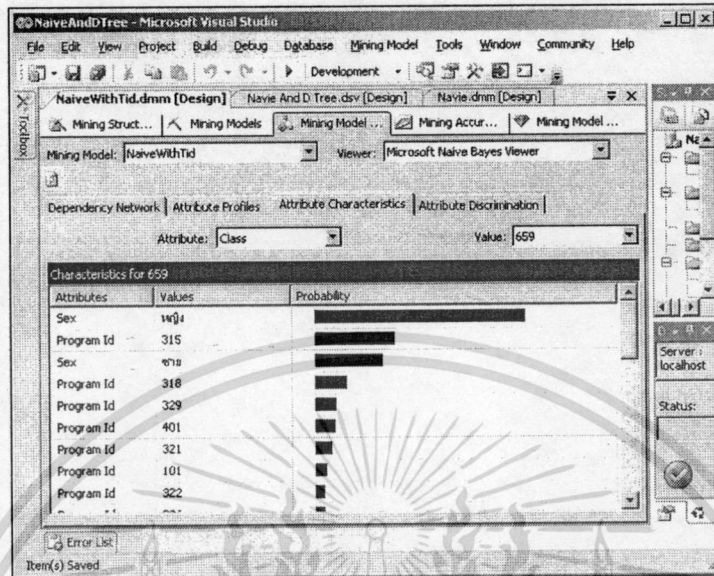 NaiveAndDTree - Microsoft Visual Studio
File Edit View Project Build Debug Database Mining Model Tools Window Community Help
Development
Toolbox
NaiveWithTid.dmm [Design] Navie And D Tree.dsv [Design] Navie.dmm [Design]
Mining Struct... Mining Models Mining Model ... Mining Accur... Mining Model ...
Mining Model: NaiveWithTid Viewer: Microsoft Naive Bayes Viewer
Dependency Network Attribute Profiles Attribute Characteristics Attribute Discrimination
Attribute: Class Value: 659
Characteristics for 659
Attributes Values Probability
Sex หญิง
Program Id 315
Sex ชาย
Program Id 318
Program Id 329
Program Id 401
Program Id 321
Program Id 101
Program Id 322
Server :
localhost
Status:
Error List
Item(s) Saved